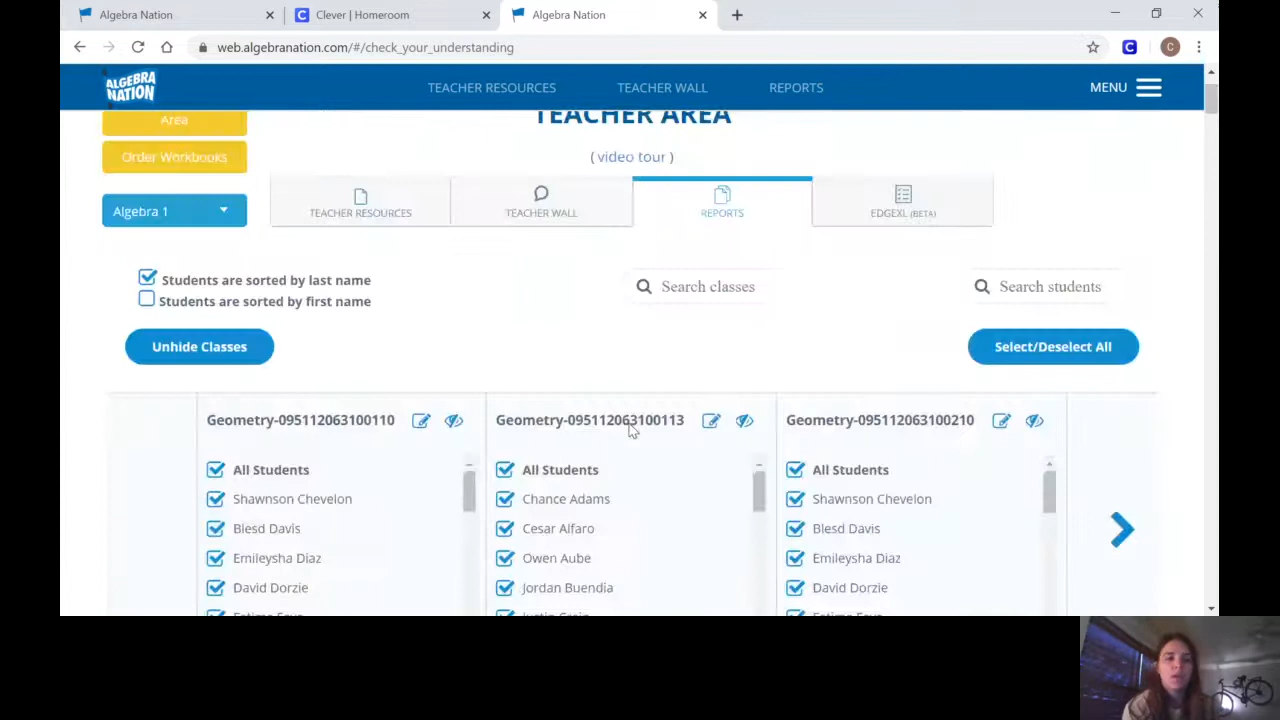 Algebra Nation
Clever | Homeroom
Algebra Nation
web.algebranation.com/#/check_your_understanding
C
C
ALGEBRA
NATION
TEACHER RESOURCES
TEACHER WALL
REPORTS
MENU
TEACHER AREA
Area
(video tour)
Order Workbooks
Algebra 1
TEACHER RESOURCES
TEACHER WALL
REPORTS
EDGEXL (BETA)
Students are sorted by last name
Students are sorted by first name
Search classes
Search students
Unhide Classes
Select/Deselect All
Geometry-095112063100110
All Students
Shawnson Chevelon
Blesd Davis
Emileysha Diaz
David Dorzie
Geometry-095112063100113
All Students
Chance Adams
Cesar Alfaro
Owen Aube
Jordan Buendia
Geometry-095112063100210
All Students
Shawnson Chevelon
Blesd Davis
Emileysha Diaz
David Dorzie